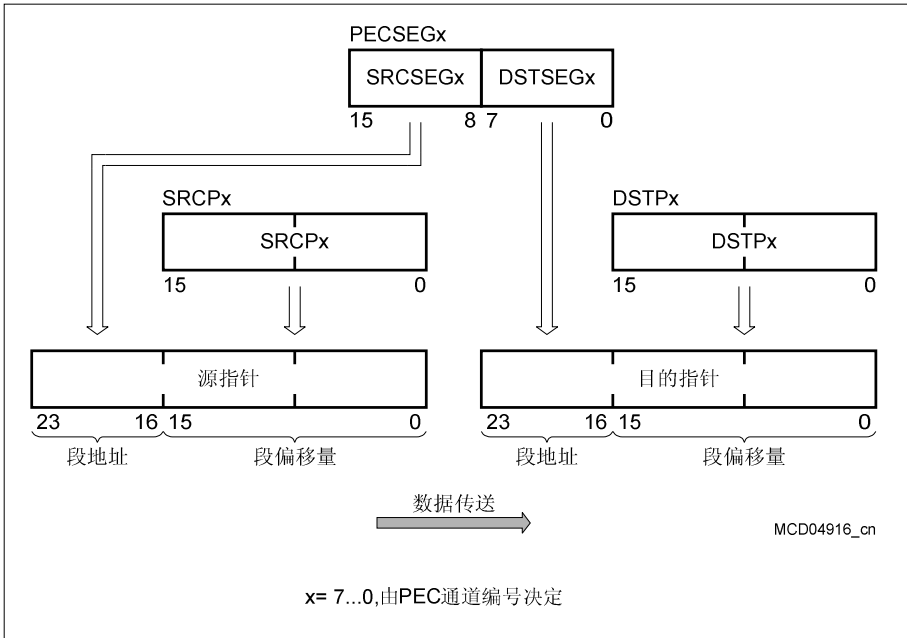 PECSEGx
SRCSEGx DSTSEGx
15 8 7 0
SRCPx DSTPx
SRCPx DSTPx
15 0 15 0
源指针 目的指针
23 16 15 0 23 16 15 0
段地址 段偏移量 段地址 段偏移量
数据传送
MCD04916_cn
x= 7...0,由PEC通道编号决定